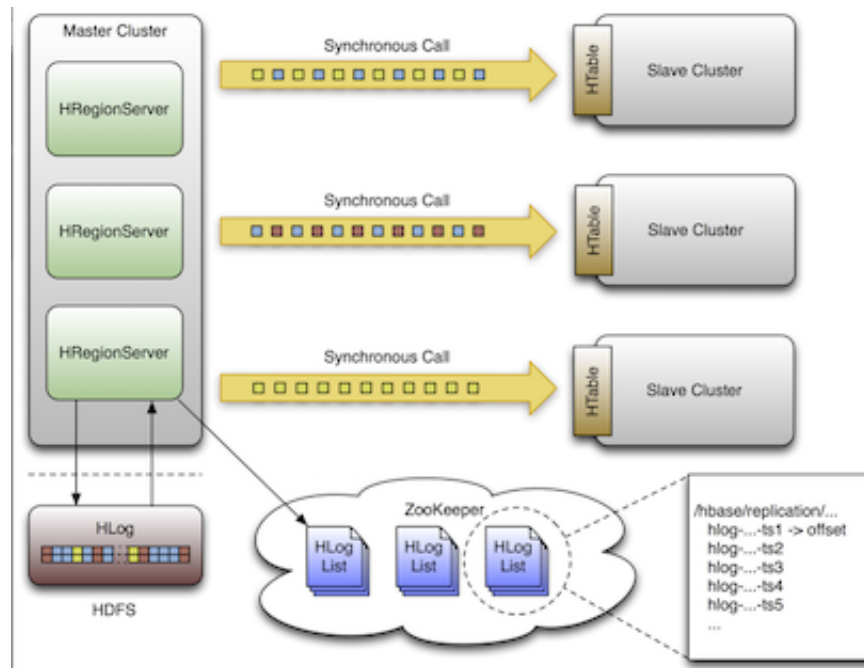 Master Cluster
HRegionServer
HRegionServer
HRegionServer
Synchronous Call
HTable
Slave Cluster
Synchronous Call
HTable
Slave Cluster
Synchronous Call
HTable
Slave Cluster
HLog
HDFS
ZooKeeper
HLog
List
HLog
List
HLog
List
/hbase/replication/...
hlog-...-ts1 -> offset
hlog-...-ts2
hlog-...-ts3
hlog-...-ts4
hlog-...-ts5
...